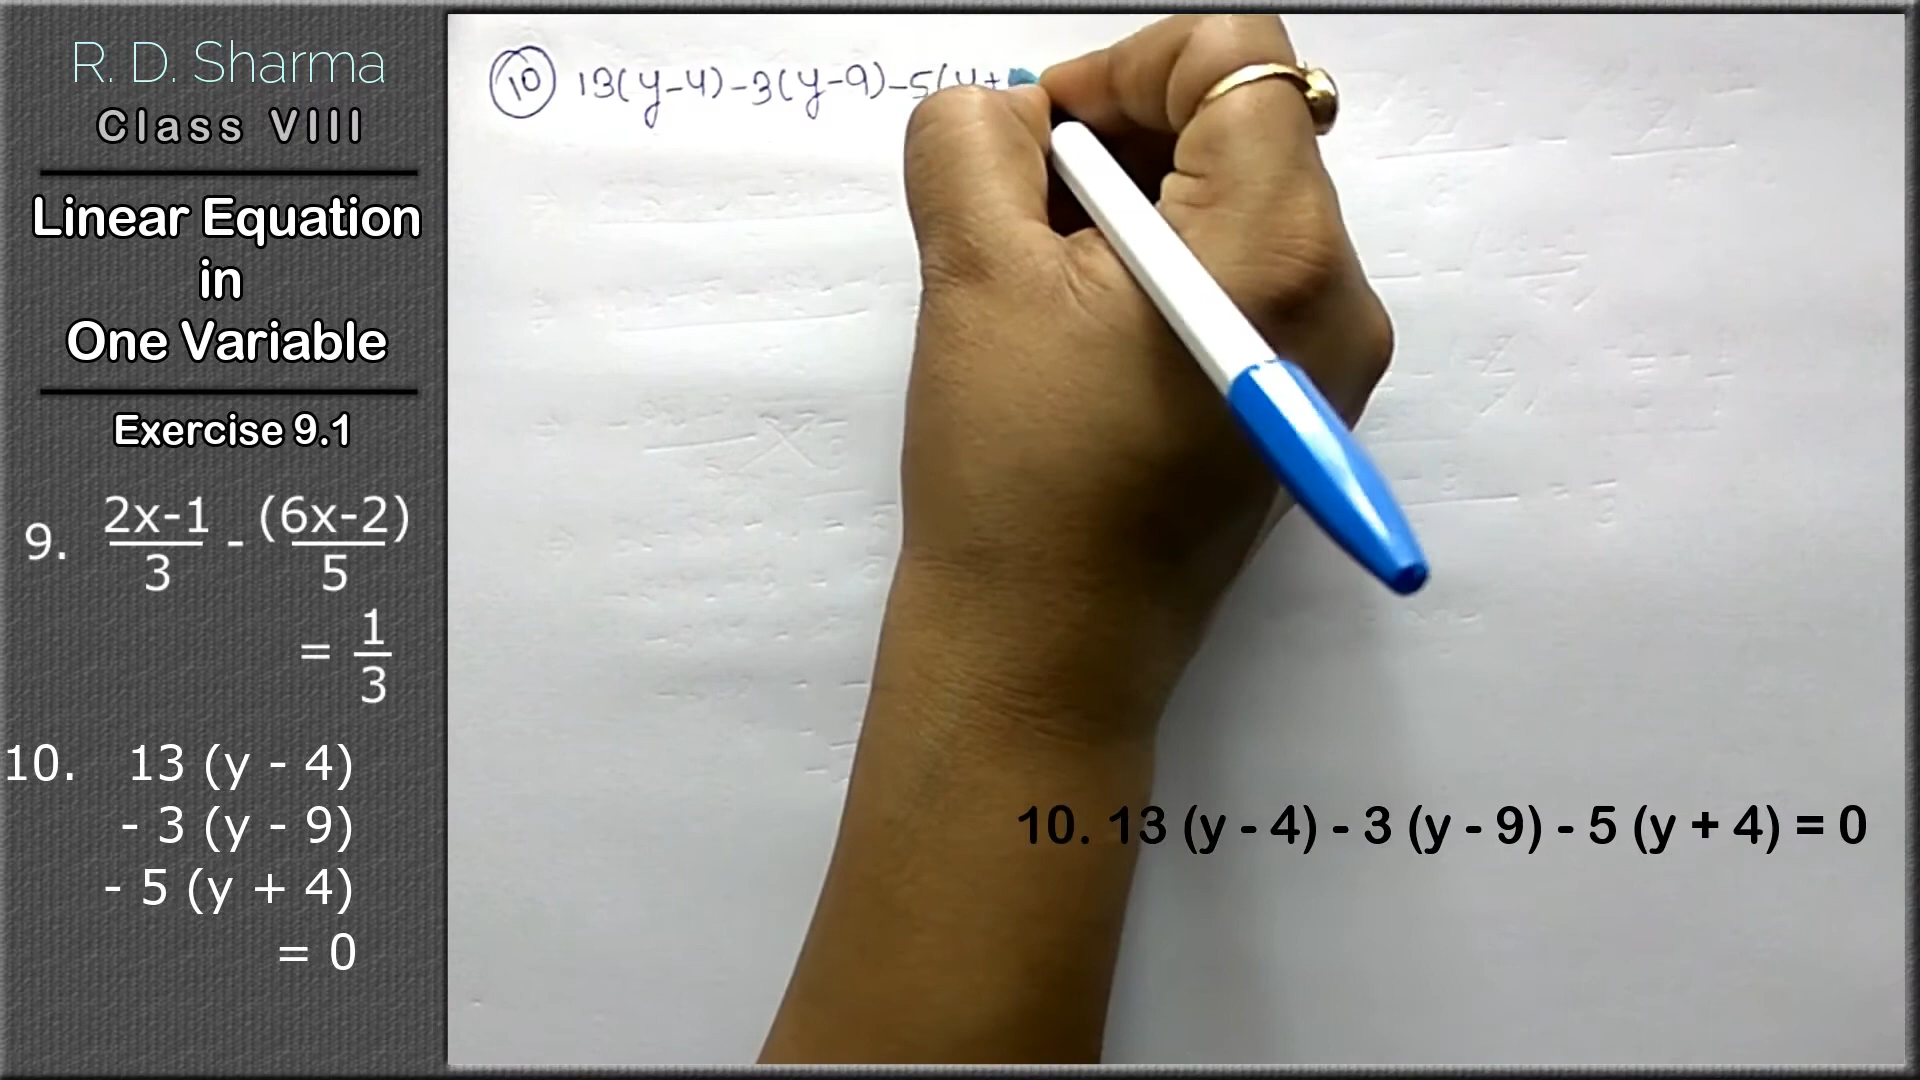 R. D. Sharma
Class VIII
Linear Equation
in
One Variable
Exercise 9.1
9. 2x-1/3 - (6x-2)/5
= 1/3
10. 13 (y - 4)
- 3 (y - 9)
- 5 (y + 4)
= 0
10 13(y-4)-3(y-9)-5(y+
10. 13 (y - 4) - 3 (y - 9) - 5 (y + 4) = 0